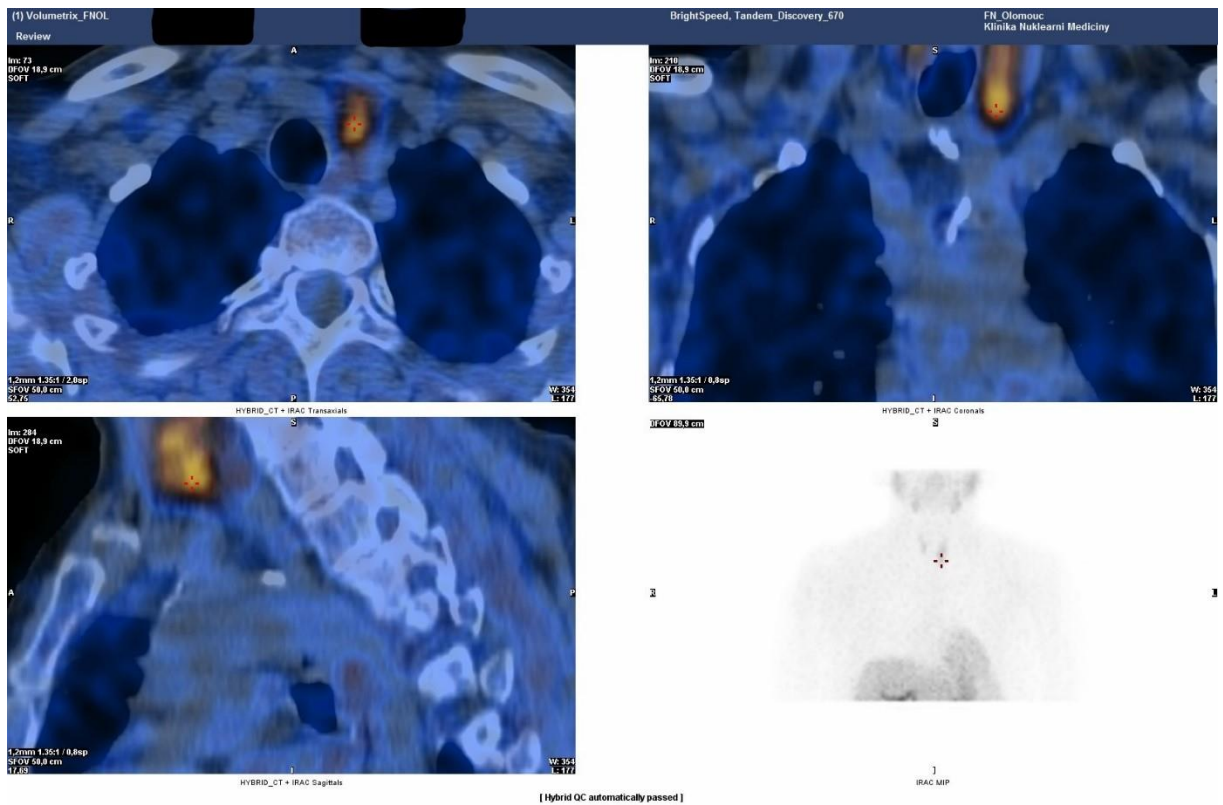 (1) Volumetrix_FNOL
BrightSpeed, Tandem_Discovery_670
FN_Olomouc
Review
Klinika Nuklearni Mediciny
Im: 73
DFOV 18,9 cm
SOFT
A
R
L
1,2mm 1.35:1 / 2,0sp
SFOV 50,0 cm
52,75
P
W: 354
L: 177
HYBRID_CT + IRAC Transaxials
Im: 210
DFOV 18,9 cm
SOFT
S
R
L
1,2mm 1.35:1 / 0,8sp
SFOV 50,0 cm
-65,78
I
W: 354
L: 177
HYBRID_CT + IRAC Coronals
Im: 284
DFOV 18,9 cm
SOFT
S
A
P
1,2mm 1.35:1 / 0,8sp
SFOV 50,0 cm
17,69
I
W: 354
L: 177
HYBRID_CT + IRAC Sagittals
DFOV 89,9 cm
S
R
L
I
IRAC MIP
[ Hybrid QC automatically passed ]